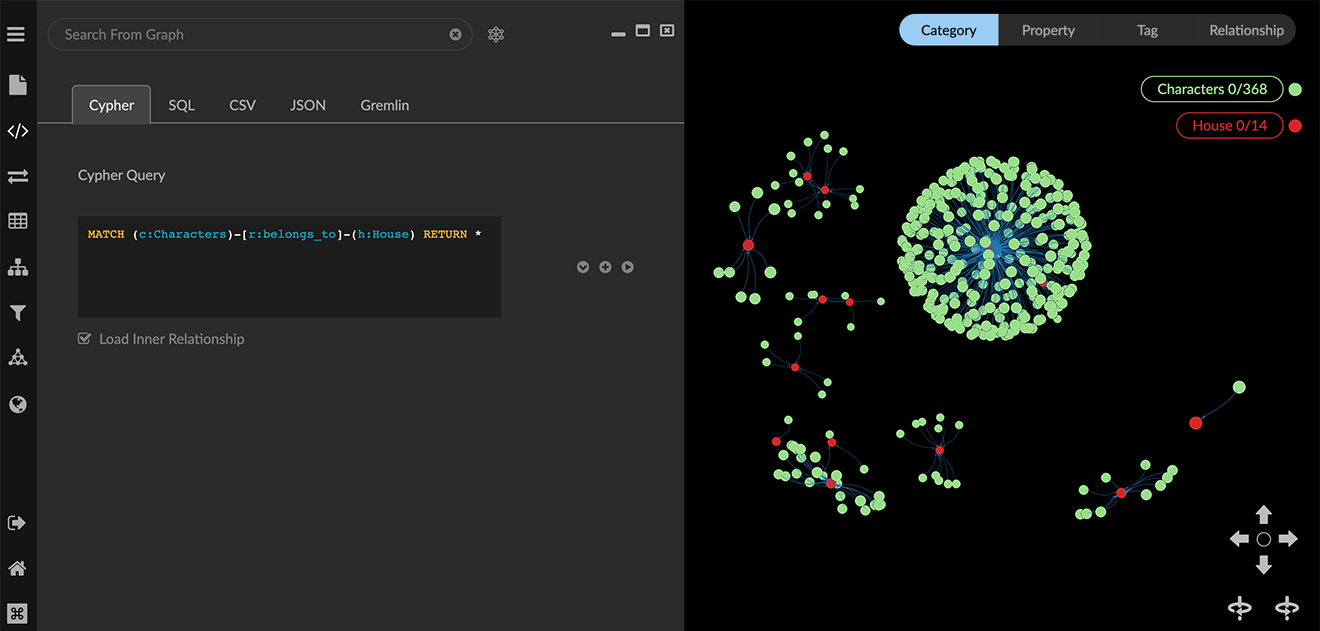 Search From Graph
Category Property Tag Relationship
Characters 0/368
House 0/14
Cypher SQL CSV JSON Gremlin
Cypher Query
MATCH (c:Characters)-[r:belongs_to]-(h:House) RETURN *
Load Inner Relationship